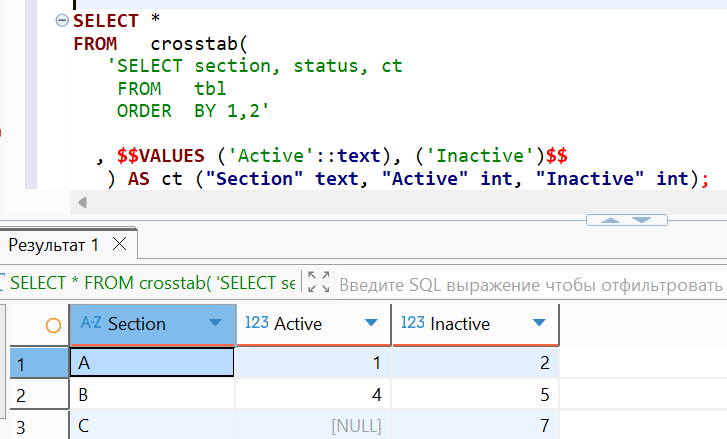 SELECT *
FROM   crosstab(
'SELECT section, status, ct
FROM   tbl
ORDER  BY 1,2'
, $$VALUES ('Active'::text), ('Inactive')$$
) AS ct ("Section" text, "Active" int, "Inactive" int);
Результат 1
SELECT * FROM crosstab( 'SELECT se
Введите SQL выражение чтобы отфильтровать
A-Z Section 123 Active 123 Inactive
1 A 1 2
2 B 4 5
3 C [NULL] 7